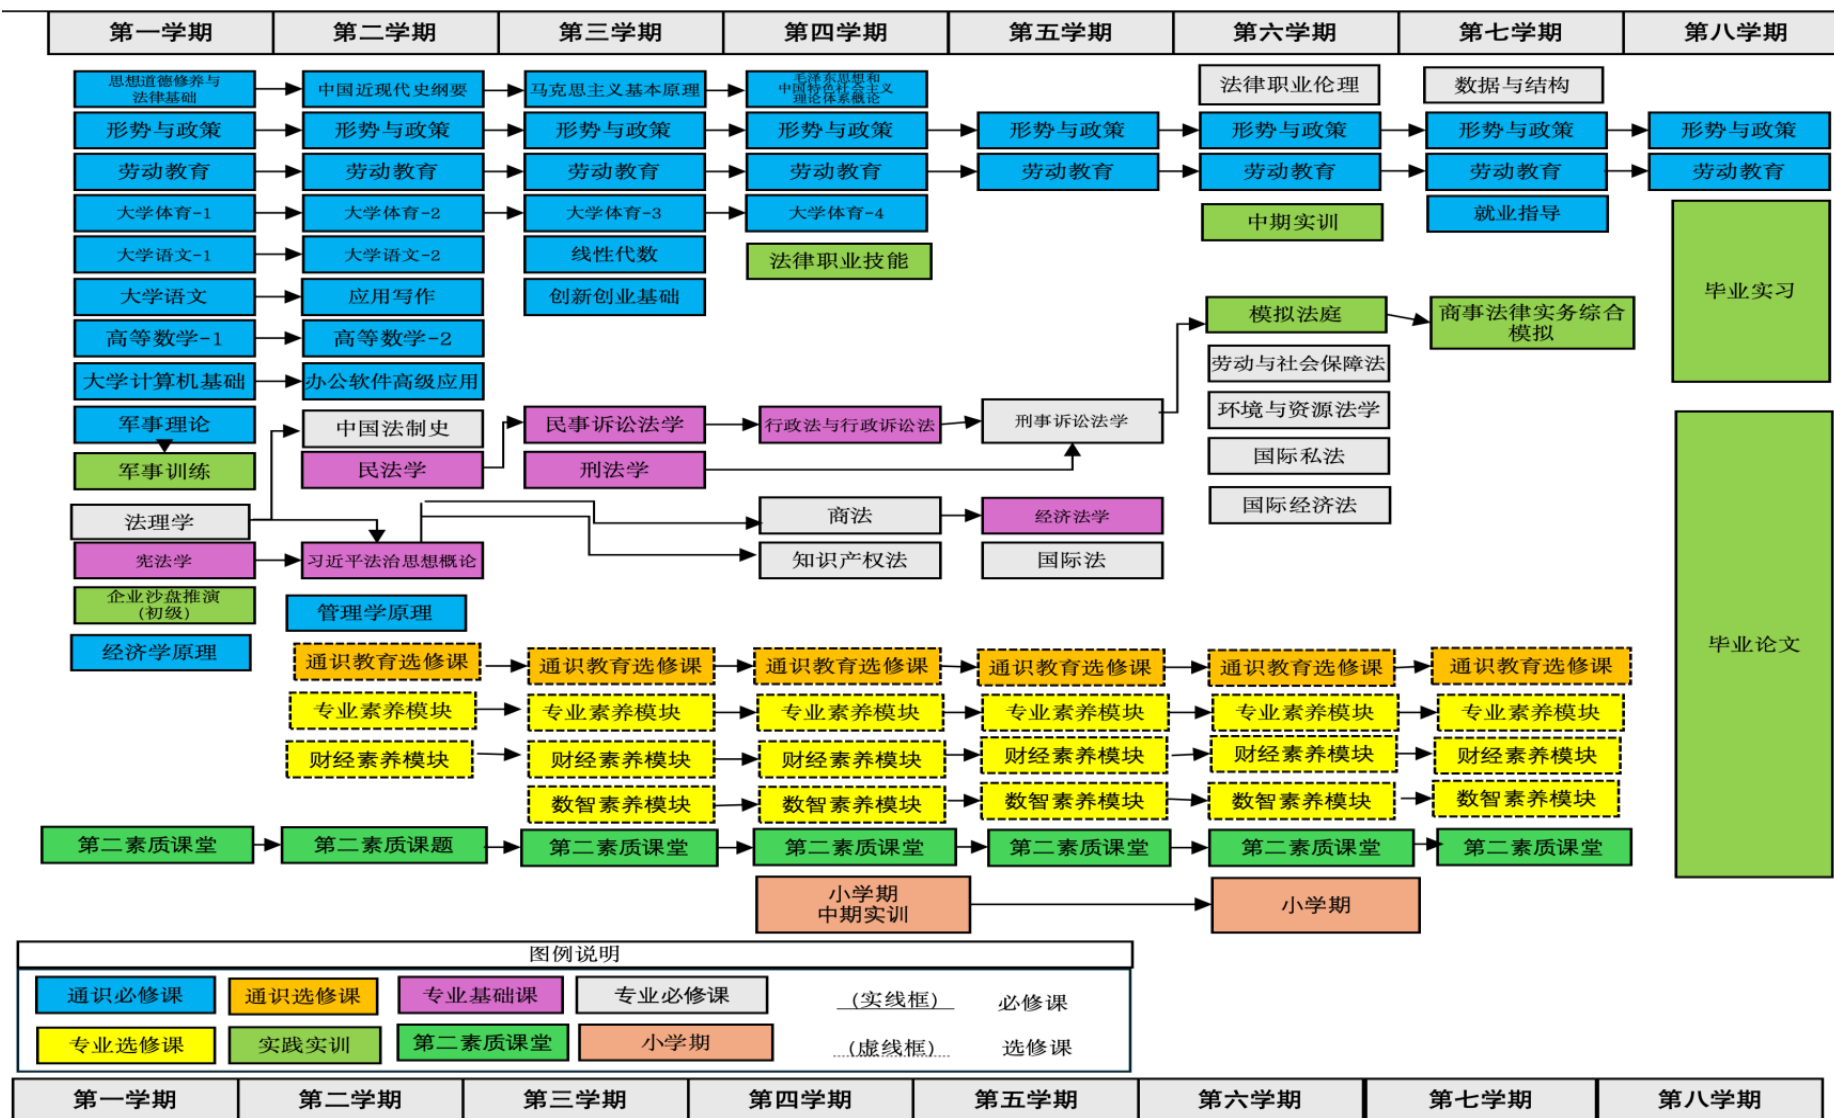 第一学期 第二学期 第三学期 第四学期 第五学期 第六学期 第七学期 第八学期
思想道德修养与
法律基础
中国近现代史纲要
马克思主义基本原理
毛泽东思想和
中国特色社会主义
理论体系概论
法律职业伦理
数据与结构
形势与政策 形势与政策 形势与政策 形势与政策 形势与政策 形势与政策 形势与政策 形势与政策
劳动教育 劳动教育 劳动教育 劳动教育 劳动教育 劳动教育 劳动教育 劳动教育
大学体育-1 大学体育-2 大学体育-3 大学体育-4 中期实训 就业指导
大学语文-1 大学语文-2 线性代数 法律职业技能
大学语文 应用写作 创新创业基础 毕业实习
高等数学-1 高等数学-2 模拟法庭
商事法律实务综合
模拟
大学计算机基础 办公软件高级应用 劳动与社会保障法
军事理论 中国法制史 民事诉讼法学 行政法与行政诉讼法 刑事诉讼法学 环境与资源法学
军事训练 民法学 刑法学 国际私法
法理学 商法 经济法学 国际经济法
宪法学 习近平法治思想概论 知识产权法 国际法
企业沙盘推演
(初级)
管理学原理
经济学原理 毕业论文
通识教育选修课 通识教育选修课 通识教育选修课 通识教育选修课 通识教育选修课 通识教育选修课
专业素养模块 专业素养模块 专业素养模块 专业素养模块 专业素养模块 专业素养模块
财经素养模块 财经素养模块 财经素养模块 财经素养模块 财经素养模块 财经素养模块
数智素养模块 数智素养模块 数智素养模块 数智素养模块 数智素养模块
第二素质课堂 第二素质课题 第二素质课堂 第二素质课堂 第二素质课堂 第二素质课堂 第二素质课堂
小学期
中期实训
小学期
图例说明
通识必修课 通识选修课 专业基础课 专业必修课 (实线框) 必修课
专业选修课 实践实训 第二素质课堂 小学期 (虚线框) 选修课
第一学期 第二学期 第三学期 第四学期 第五学期 第六学期 第七学期 第八学期